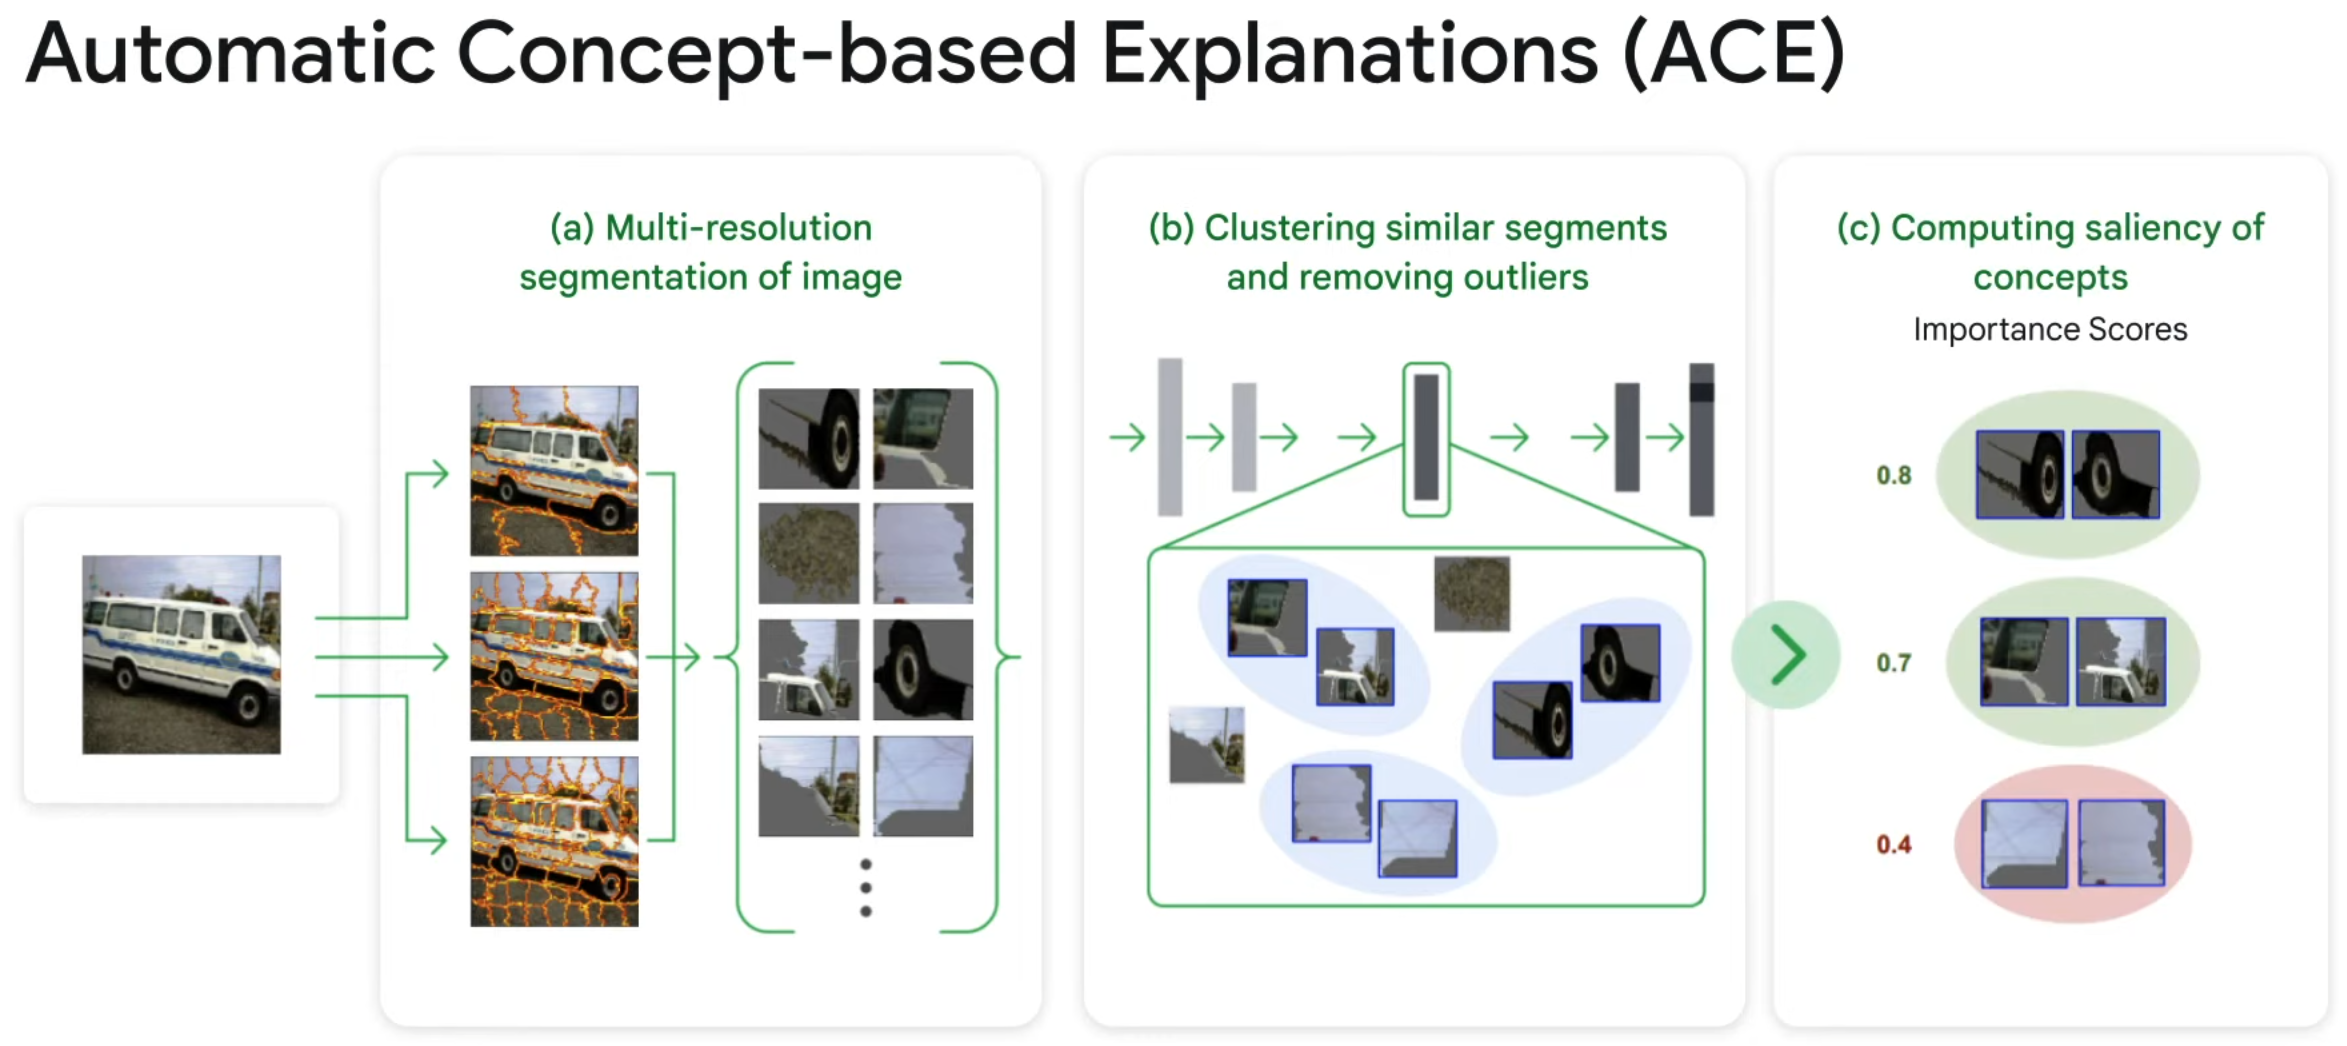 Automatic Concept-based Explanations (ACE)
(a) Multi-resolution
segmentation of image
(b) Clustering similar segments
and removing outliers
(c) Computing saliency of
concepts
Importance Scores
0.8
0.7
0.4